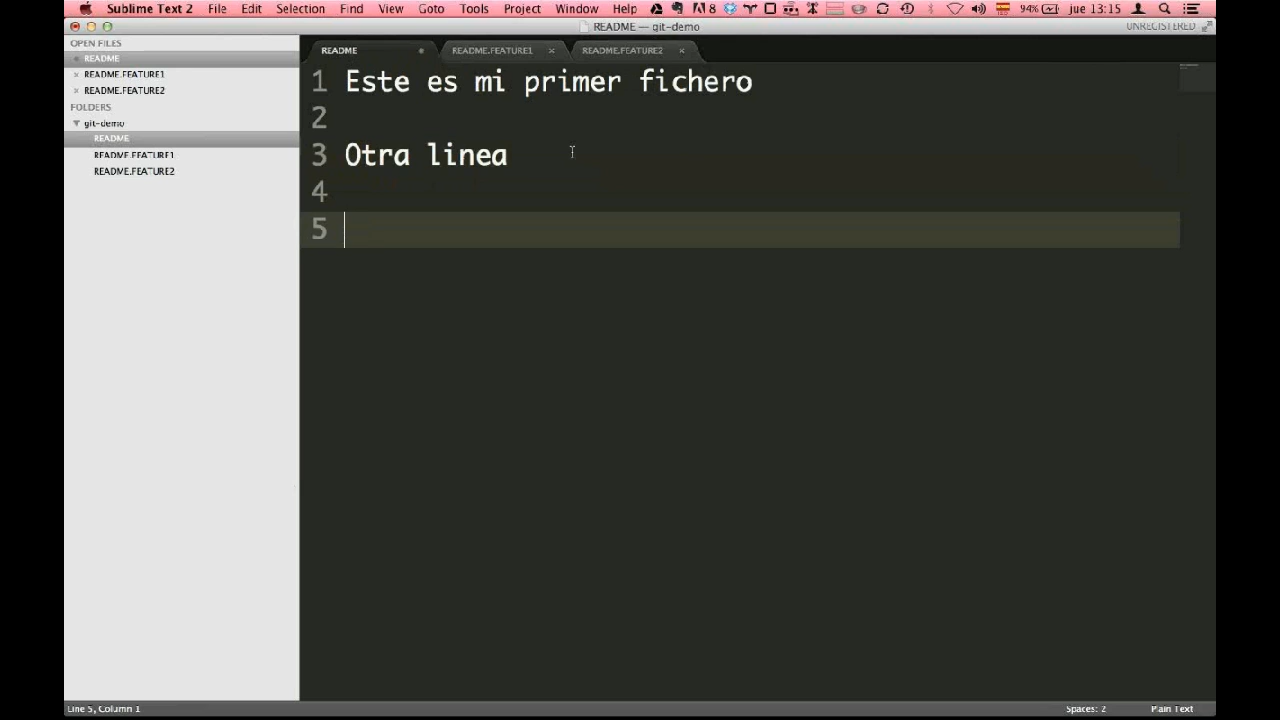 Sublime Text 2 File Edit Selection Find View Goto Tools Project Window Help 8 94% jue 13:15
README — git-demo UNREGISTERED
OPEN FILES
README
README.FEATURE1
README.FEATURE2
FOLDERS
git-demo
README
README.FEATURE1
README.FEATURE2
README README.FEATURE1 README.FEATURE2
1 Este es mi primer fichero
2
3 Otra linea
4
5
Line 5, Column 1 Spaces: 2 Plain Text